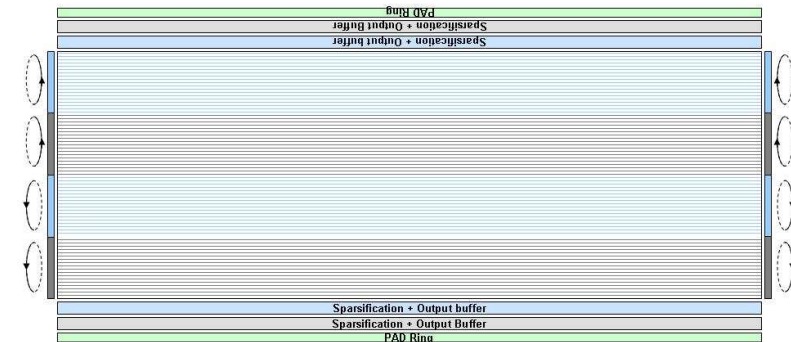 PAD Ring
Sparsification + Output Buffer
Sparsification + Output buffer
Sparsification + Output buffer
Sparsification + Output Buffer
PAD Ring